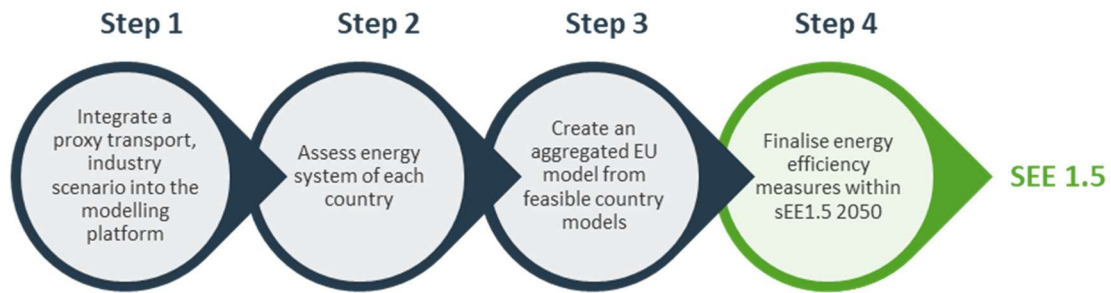 Step 1
Step 2
Step 3
Step 4
Integrate a
proxy transport,
industry
scenario into the
modelling
platform
Assess energy
system of each
country
Create an
aggregated EU
model from
feasible country
models
Finalise energy
efficiency
measures within
sEE1.5 2050
SEE 1.5